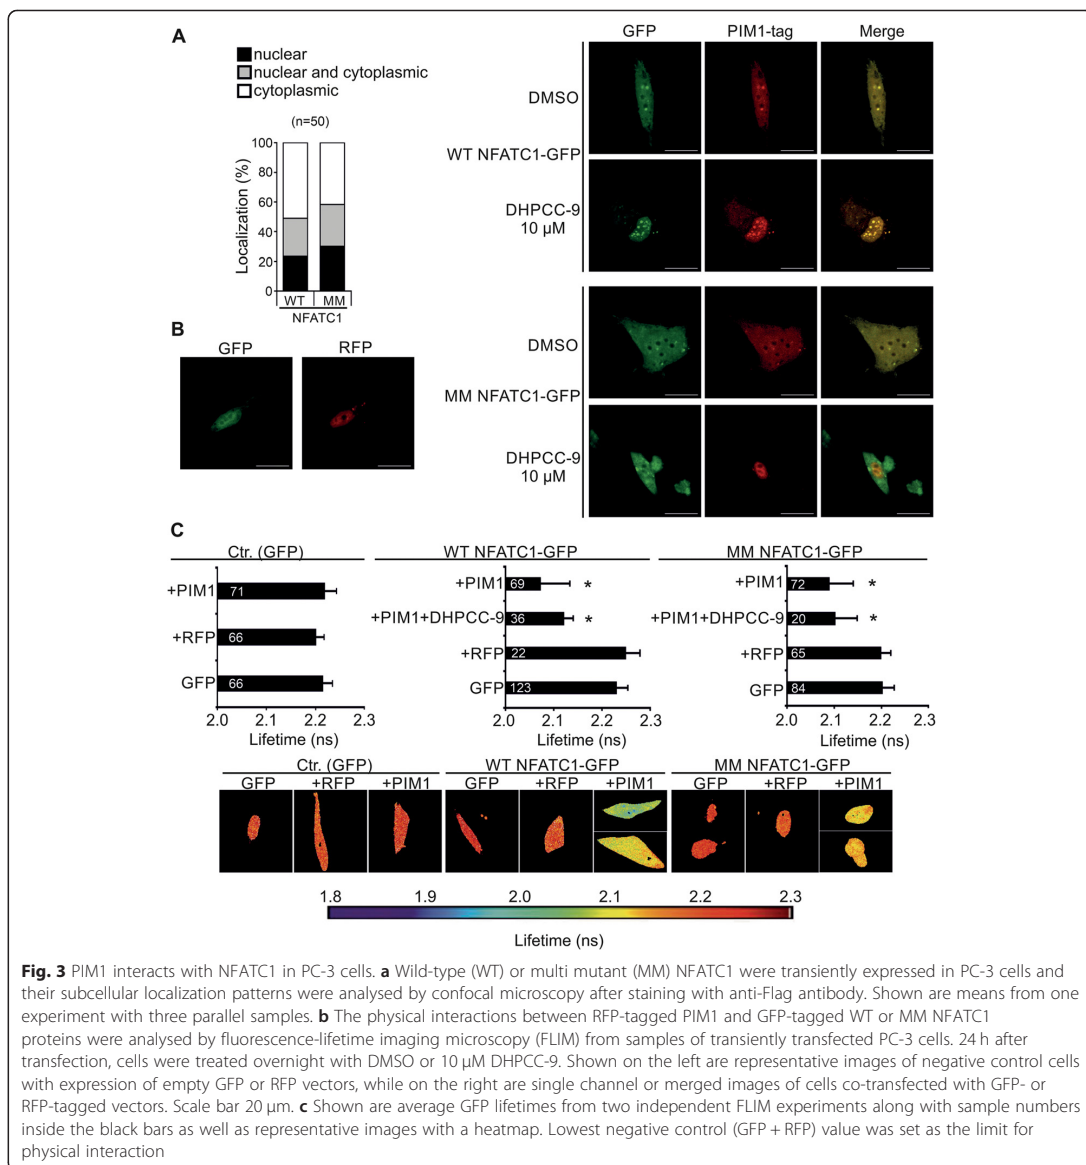 A
nuclear
nuclear and cytoplasmic
cytoplasmic
(n=50)
Localization (%)
100
80
60
40
20
0
WT MM
NFATC1
GFP PIM1-tag Merge
DMSO
WT NFATC1-GFP
DHPCC-9
10 µM
DMSO
MM NFATC1-GFP
DHPCC-9
10 µM
B
GFP RFP
C
Ctr. (GFP)
+PIM1 71
+RFP 66
GFP 66
2.0 2.1 2.2 2.3
Lifetime (ns)
WT NFATC1-GFP
+PIM1 69 *
+PIM1+DHPCC-9 36 *
+RFP 22
GFP 123
2.0 2.1 2.2 2.3
Lifetime (ns)
MM NFATC1-GFP
+PIM1 72 *
+PIM1+DHPCC-9 20 *
+RFP 65
GFP 84
2.0 2.1 2.2 2.3
Lifetime (ns)
Ctr. (GFP) WT NFATC1-GFP MM NFATC1-GFP
GFP +RFP +PIM1 GFP +RFP +PIM1 GFP +RFP +PIM1
1.8 1.9 2.0 2.1 2.2 2.3
Lifetime (ns)
Fig. 3 PIM1 interacts with NFATC1 in PC-3 cells. a Wild-type (WT) or multi mutant (MM) NFATC1 were transiently expressed in PC-3 cells and
their subcellular localization patterns were analysed by confocal microscopy after staining with anti-Flag antibody. Shown are means from one
experiment with three parallel samples. b The physical interactions between RFP-tagged PIM1 and GFP-tagged WT or MM NFATC1
proteins were analysed by fluorescence-lifetime imaging microscopy (FLIM) from samples of transiently transfected PC-3 cells. 24 h after
transfection, cells were treated overnight with DMSO or 10 µM DHPCC-9. Shown on the left are representative images of negative control cells
with expression of empty GFP or RFP vectors, while on the right are single channel or merged images of cells co-transfected with GFP- or
RFP-tagged vectors. Scale bar 20 µm. c Shown are average GFP lifetimes from two independent FLIM experiments along with sample numbers
inside the black bars as well as representative images with a heatmap. Lowest negative control (GFP + RFP) value was set as the limit for
physical interaction